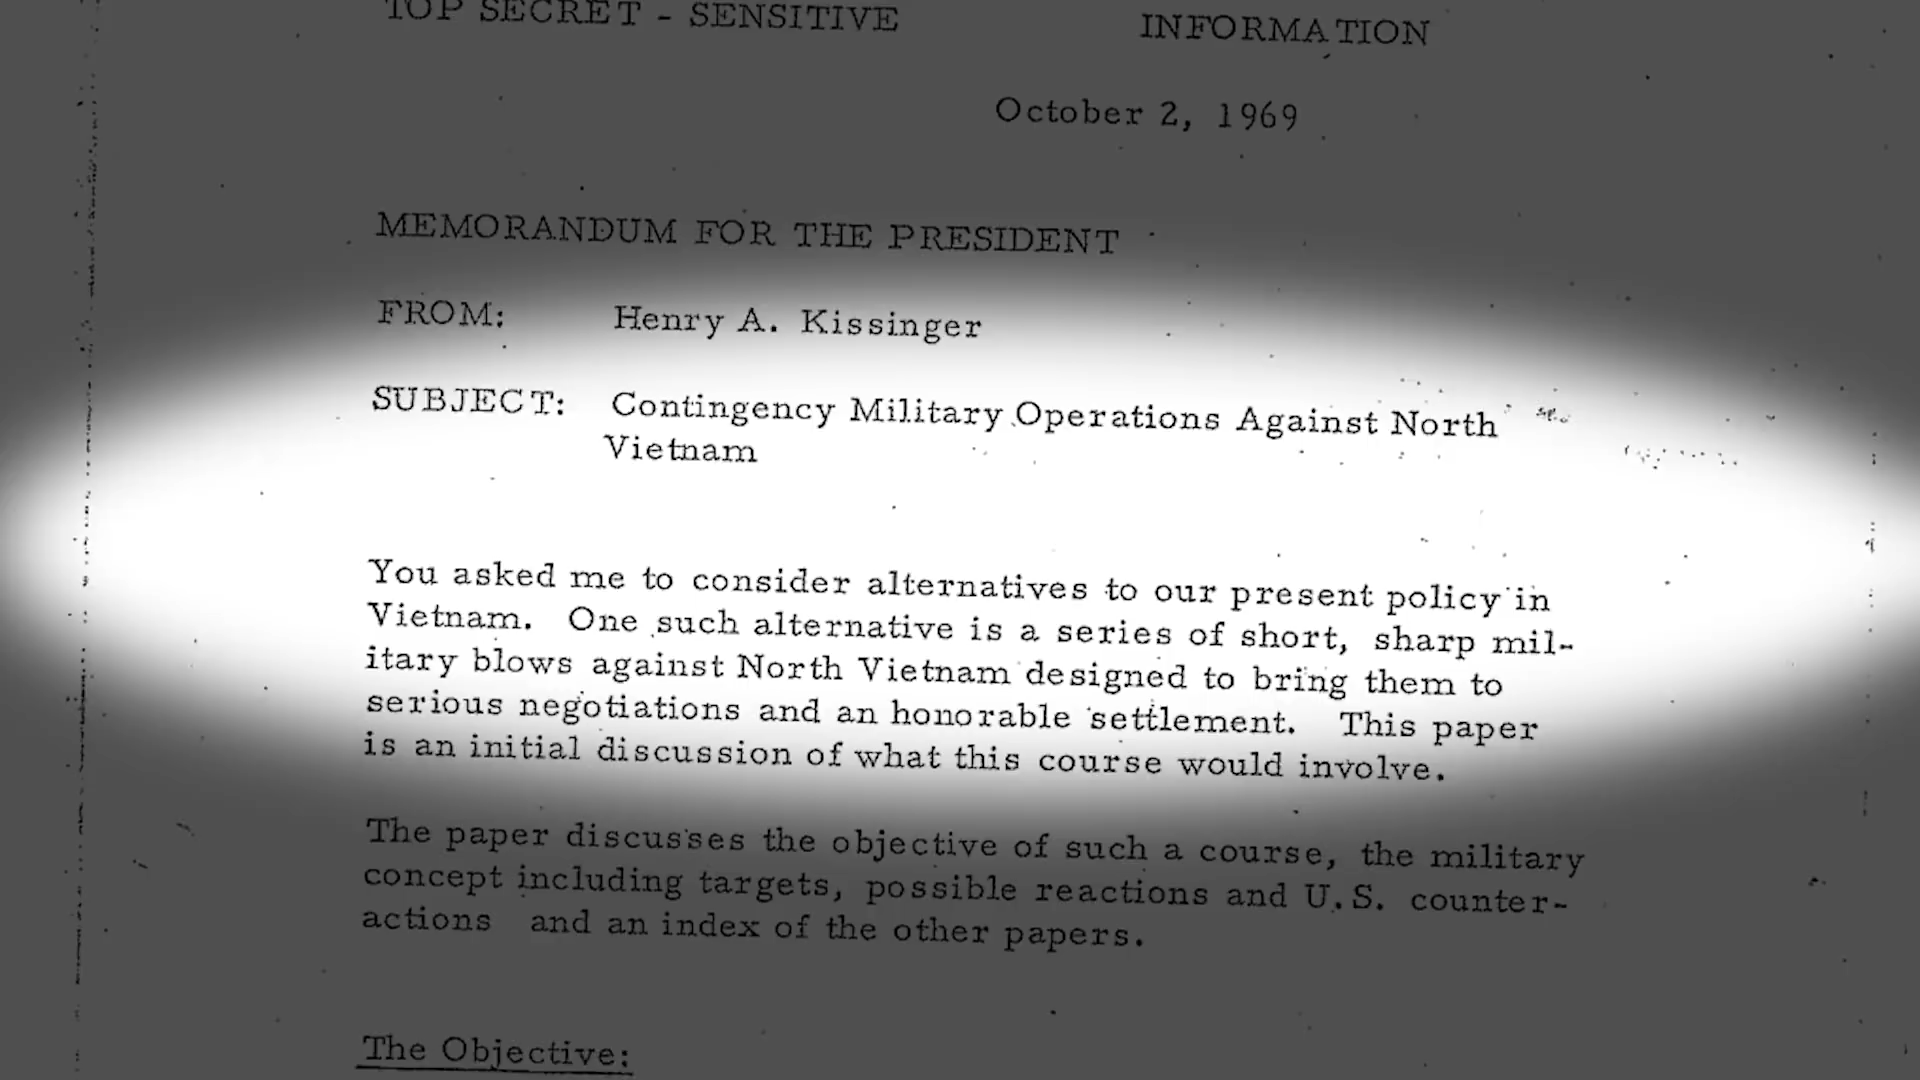 TOP SECRET - SENSITIVE INFORMATION
October 2, 1969
MEMORANDUM FOR THE PRESIDENT
FROM: Henry A. Kissinger
SUBJECT: Contingency Military Operations Against North
Vietnam
You asked me to consider alternatives to our present policy in
Vietnam. One such alternative is a series of short, sharp mil-
itary blows against North Vietnam designed to bring them to
serious negotiations and an honorable settlement. This paper
is an initial discussion of what this course would involve.
The paper discusses the objective of such a course, the military
concept including targets, possible reactions and U.S. counter-
actions and an index of the other papers.
The Objective: